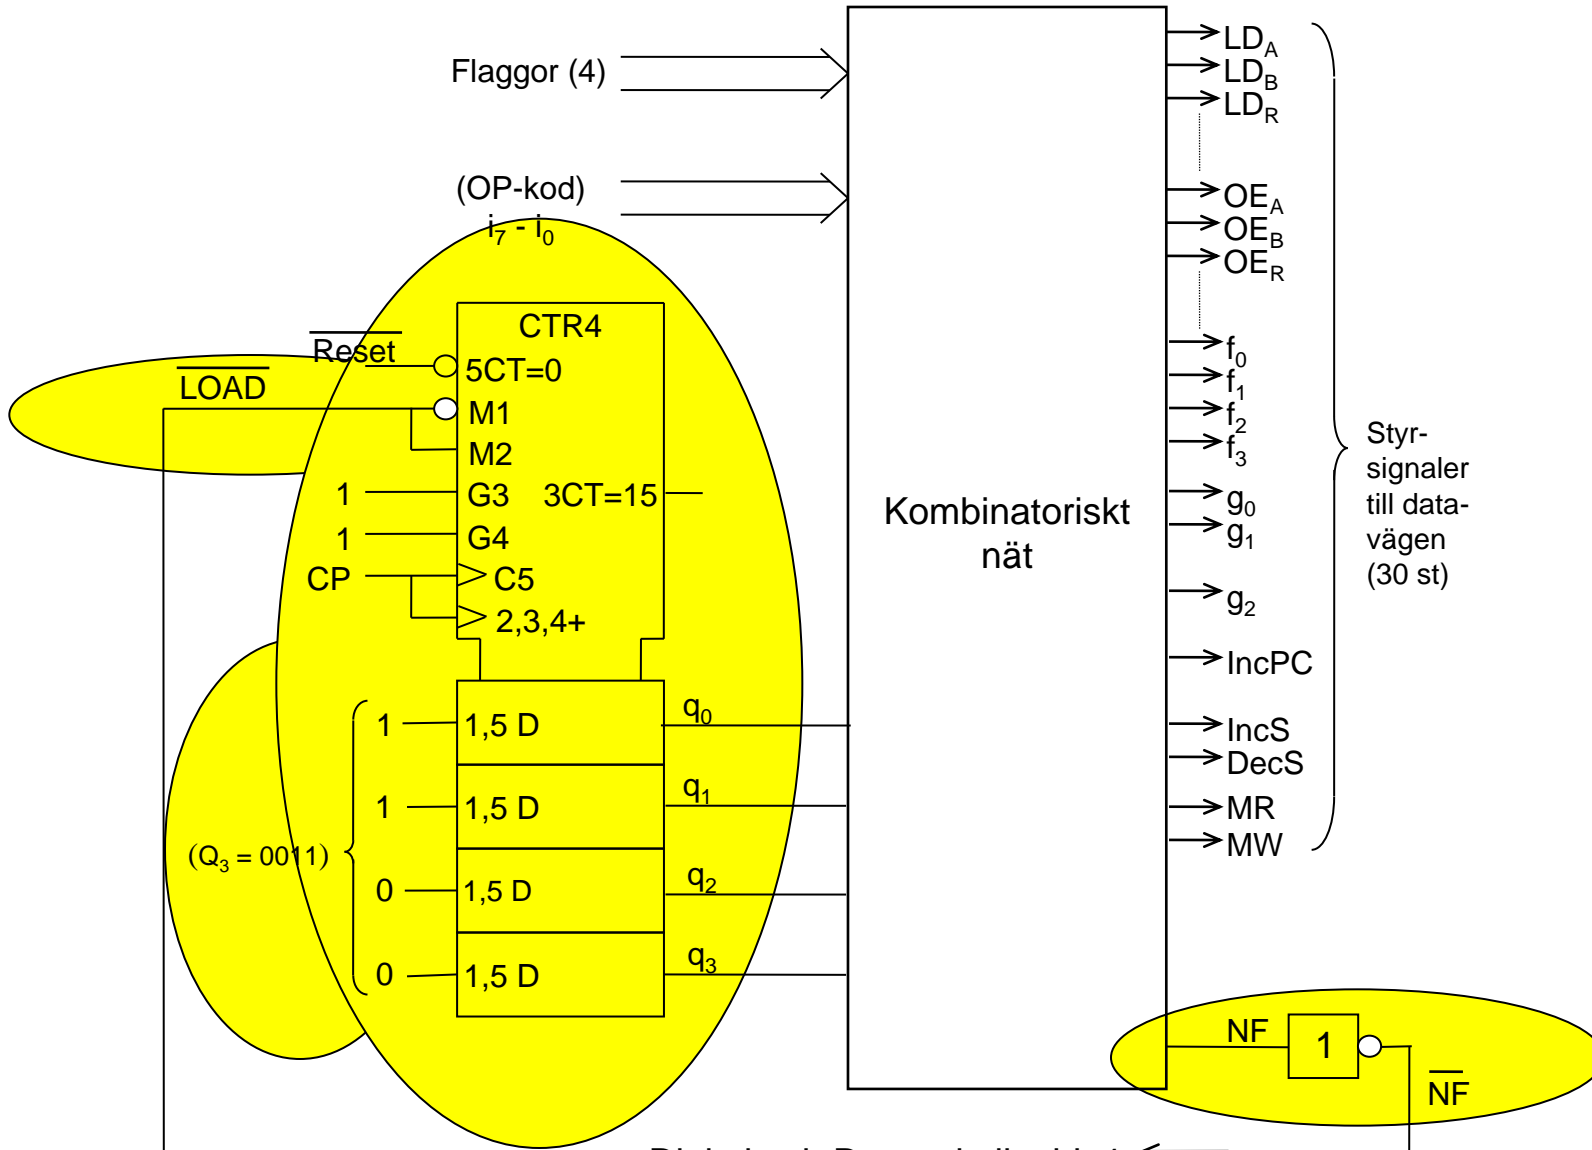 Flaggor (4)
(OP-kod)
i7 - i0
CTR4
Reset
5CT=0
LOAD
M1
M2
1
G3
3CT=15
1
G4
CP
C5
2,3,4+
1
1,5 D
q0
1
1,5 D
q1
(Q3 = 0011)
0
1,5 D
q2
0
1,5 D
q3
Kombinatoriskt
nät
LDA
LDB
LDR
OEA
OEB
OER
f0
f1
f2
f3
g0
g1
g2
IncPC
IncS
DecS
MR
MW
Styr-
signaler
till data-
vägen
(30 st)
NF
1
NF